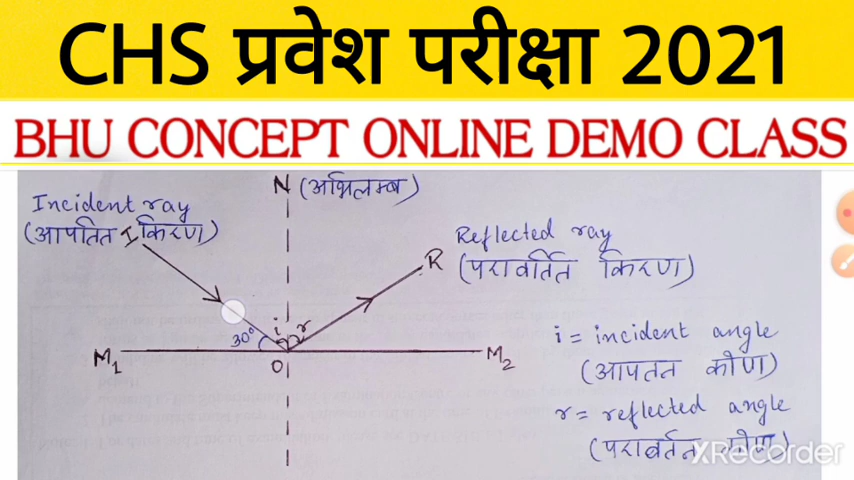 CHS प्रवेश परीक्षा 2021
BHU CONCEPT ONLINE DEMO CLASS
N (अभिलम्ब)
Incident ray
(आपतित किरण)
I
Reflected ray
(परावर्तित किरण)
R
i r
30°
M₁ O M₂
i = incident angle
(आपतन कोण)
r = reflected angle
(परावर्तन कोण)
XRecorder